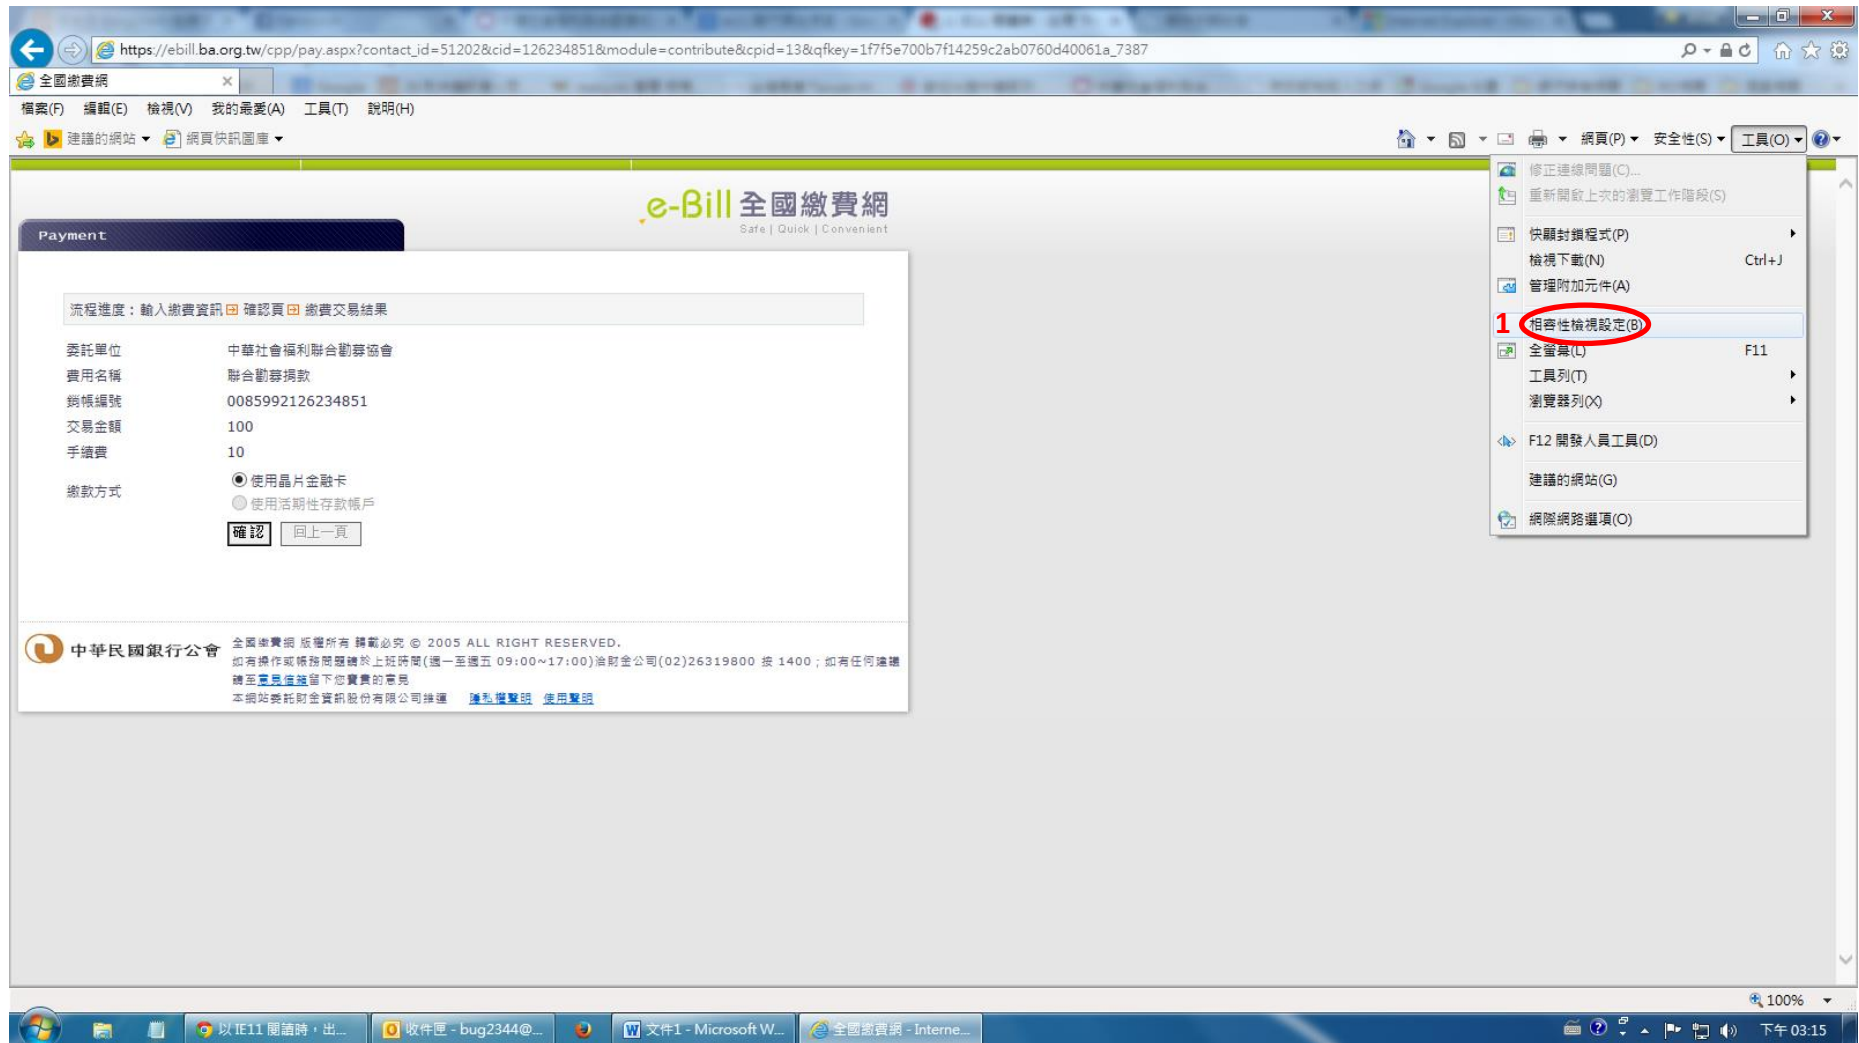 https://ebill.ba.org.tw/cpp/pay.aspx?contact_id=51202&cid=126234851&module=contribute&cpid=13&qfkey=1f7f5e700b7f14259c2ab0760d40061a_7387
全國繳費網
檔案(F) 編輯(E) 檢視(V) 我的最愛(A) 工具(T) 說明(H)
建議的網站 網頁快訊圖庫
網頁(P) 安全性(S) 工具(O)
修正連線問題(C)...
重新開啟上次的瀏覽工作階段(S)
快顯封鎖程式(P)
檢視下載(N) Ctrl+J
管理附加元件(A)
1 相容性檢視設定(B)
全螢幕(L) F11
工具列(T)
瀏覽器列(X)
F12 開發人員工具(D)
建議的網站(G)
網際網路選項(O)
e-Bill 全國繳費網
Safe | Quick | Convenient
Payment
流程進度：輸入繳費資訊 確認頁 繳費交易結果
委託單位 中華社會福利聯合勸募協會
費用名稱 聯合勸募捐款
銷帳編號 0085992126234851
交易金額 100
手續費 10
繳款方式 使用晶片金融卡
使用活期性存款帳戶
確認 回上一頁
中華民國銀行公會
全國繳費網 版權所有 轉載必究 © 2005 ALL RIGHT RESERVED.
如有操作或帳務問題請於上班時間(週一至週五 09:00~17:00)洽財金公司(02)26319800 按 1400；如有任何建議
請至意見信箱留下您寶貴的意見
本網站委託財金資訊股份有限公司維運 隱私權聲明 使用聲明
100%
以 IE11 閱讀時，出... 收件匣 - bug2344@... 文件1 - Microsoft W... 全國繳費網 - Interne...
下午 03:15